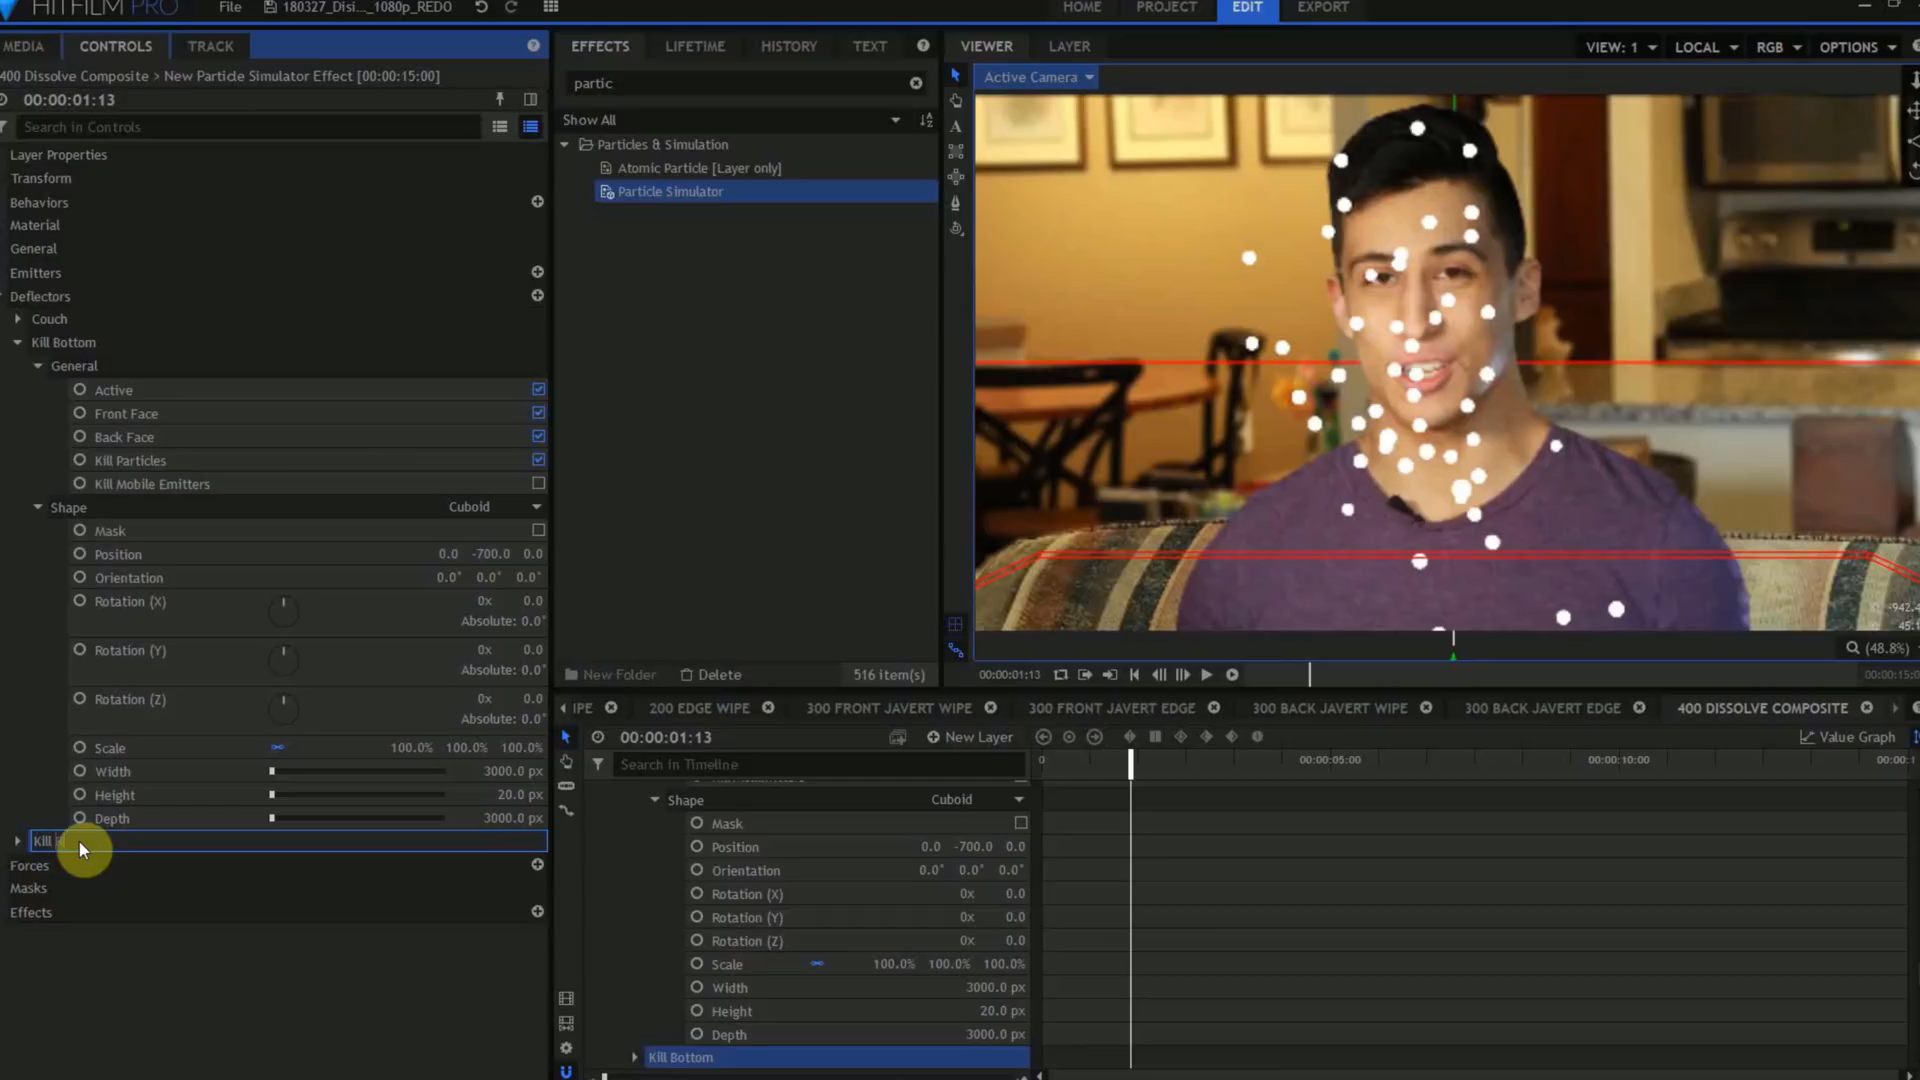 HITFILM PRO
File
180327_Disi..._1080p_REDO
HOME
PROJECT
EDIT
EXPORT
MEDIA
CONTROLS
TRACK
400 Dissolve Composite > New Particle Simulator Effect [00:00:15:00]
00:00:01:13
Search in Controls
Layer Properties
Transform
Behaviors
Material
General
Emitters
Deflectors
Couch
Kill Bottom
General
Active
Front Face
Back Face
Kill Particles
Kill Mobile Emitters
Shape Cuboid
Mask
Position 0.0 -700.0 0.0
Orientation 0.0° 0.0° 0.0°
Rotation (X) 0x 0.0
Absolute: 0.0°
Rotation (Y) 0x 0.0
Absolute: 0.0°
Rotation (Z) 0x 0.0
Absolute: 0.0°
Scale 100.0% 100.0% 100.0%
Width 3000.0 px
Height 20.0 px
Depth 3000.0 px
Kill
Forces
Masks
Effects
EFFECTS
LIFETIME
HISTORY
TEXT
partic
Show All
Particles & Simulation
Atomic Particle [Layer only]
Particle Simulator
New Folder
Delete
516 item(s)
VIEWER
LAYER
VIEW: 1
LOCAL
RGB
OPTIONS
Active Camera
-942.4
(48.8%)
00:00:01:13
00:00:15:0
IPE
200 EDGE WIPE
300 FRONT JAVERT WIPE
300 FRONT JAVERT EDGE
300 BACK JAVERT WIPE
300 BACK JAVERT EDGE
400 DISSOLVE COMPOSITE
00:00:01:13
New Layer
Value Graph
Search in Timeline
0
00:00:05:00
00:00:10:00
00:00:1
Shape Cuboid
Mask
Position 0.0 -700.0 0.0
Orientation 0.0° 0.0° 0.0°
Rotation (X) 0x 0.0
Rotation (Y) 0x 0.0
Rotation (Z) 0x 0.0
Scale 100.0% 100.0% 100.0%
Width 3000.0 px
Height 20.0 px
Depth 3000.0 px
Kill Bottom